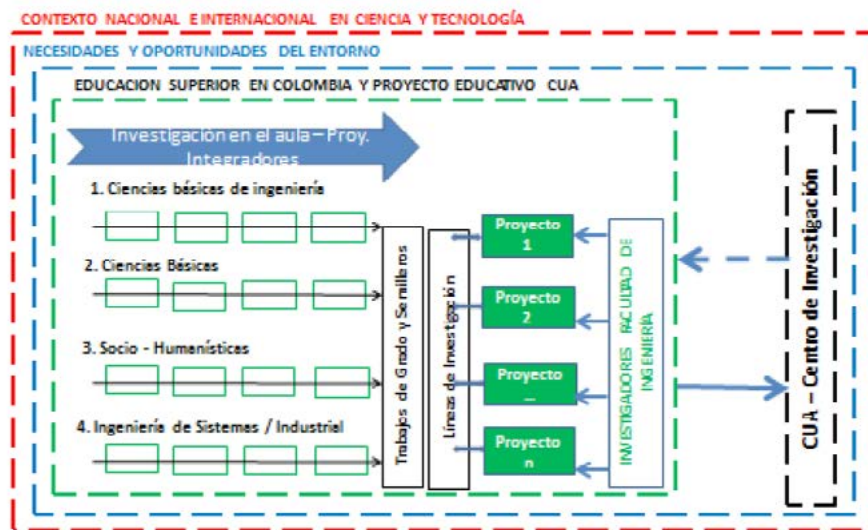 CONTEXTO NACIONAL E INTERNACIONAL EN CIENCIA Y TECNOLOGÍA
NECESIDADES Y OPORTUNIDADES DEL ENTORNO
EDUCACION SUPERIOR EN COLOMBIA Y PROYECTO EDUCATIVO CUA
Investigación en el aula – Proy.
Integradores
1. Ciencias básicas de ingeniería
2. Ciencias Básicas
3. Socio - Humanísticas
4. Ingeniería de Sistemas / Industrial
Trabajos de Grado y Semilleros
Líneas de Investigación
Proyecto
1
Proyecto
2
Proyecto
_
Proyecto
n
INVESTIGADORES FACULTAD DE
INGENIERÍA
CUA – Centro de Investigación